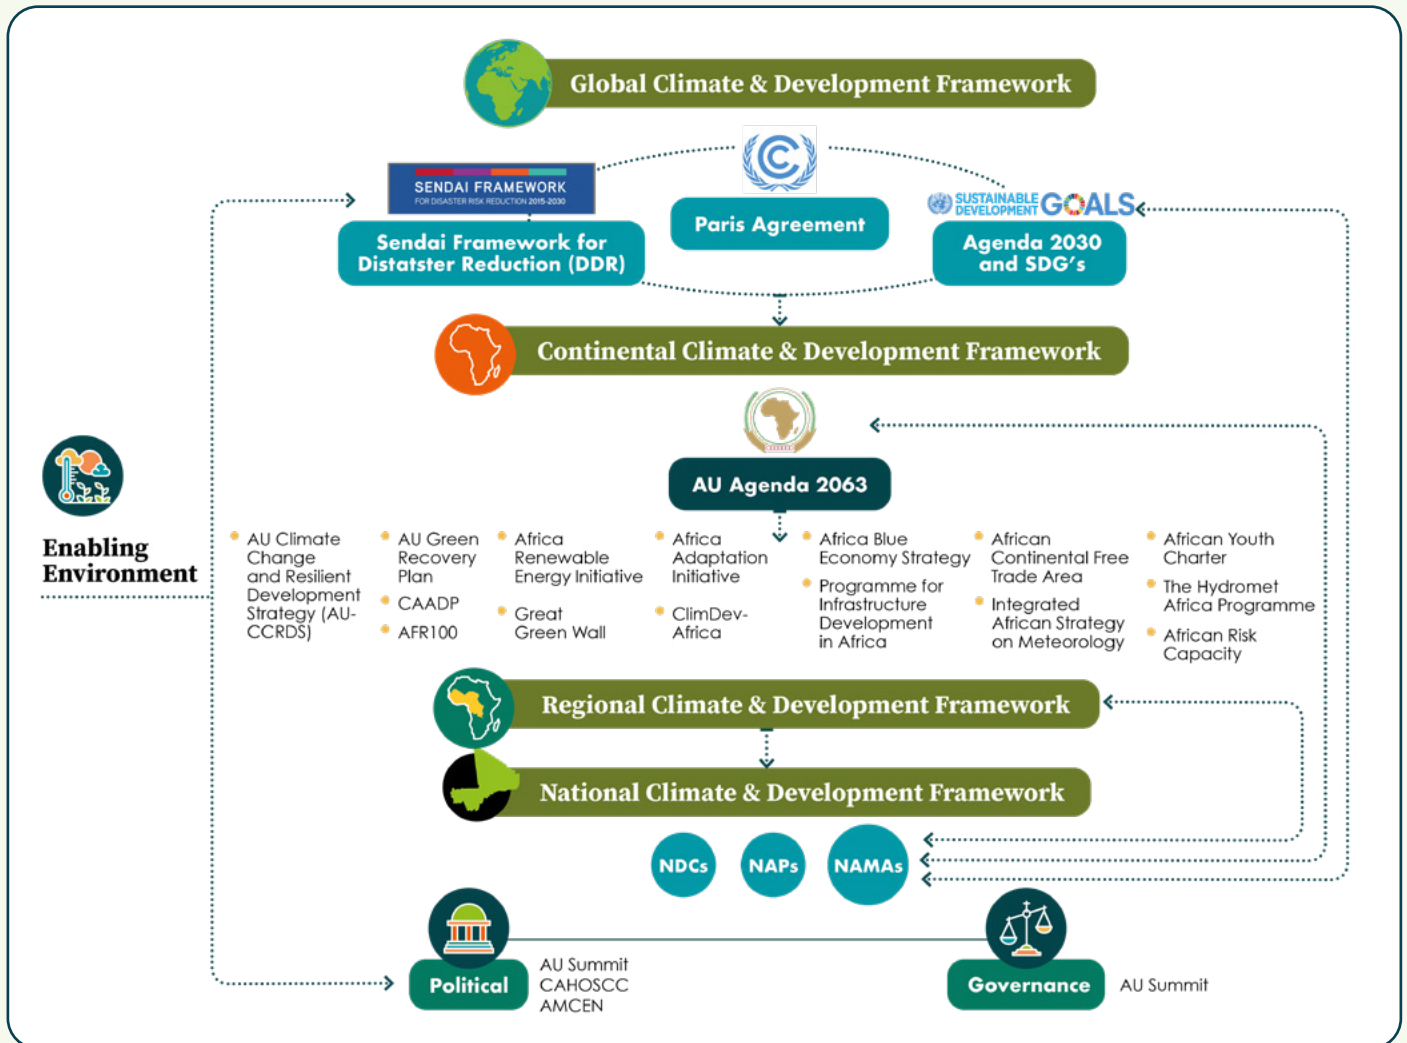 Global Climate & Development Framework
SENDAI FRAMEWORK
FOR DISASTER RISK REDUCTION 2015-2030
Sendai Framework for
Distatster Reduction (DDR)
Paris Agreement
SUSTAINABLE
DEVELOPMENT
GOALS
Agenda 2030
and SDG's
Continental Climate & Development Framework
AU Agenda 2063
Enabling
Environment
AU Climate
Change
and Resilient
Development
Strategy (AU-
CCRDS)
AU Green
Recovery
Plan
CAADP
AFR100
Africa
Renewable
Energy Initiative
Great
Green Wall
Africa
Adaptation
Initiative
ClimDev-
Africa
Africa Blue
Economy Strategy
Programme for
Infrastructure
Development
in Africa
African
Continental Free
Trade Area
Integrated
African Strategy
on Meteorology
African Youth
Charter
The Hydromet
Africa Programme
African Risk
Capacity
Regional Climate & Development Framework
National Climate & Development Framework
NDCs
NAPs
NAMAs
Political
AU Summit
CAHOSCC
AMCEN
Governance
AU Summit